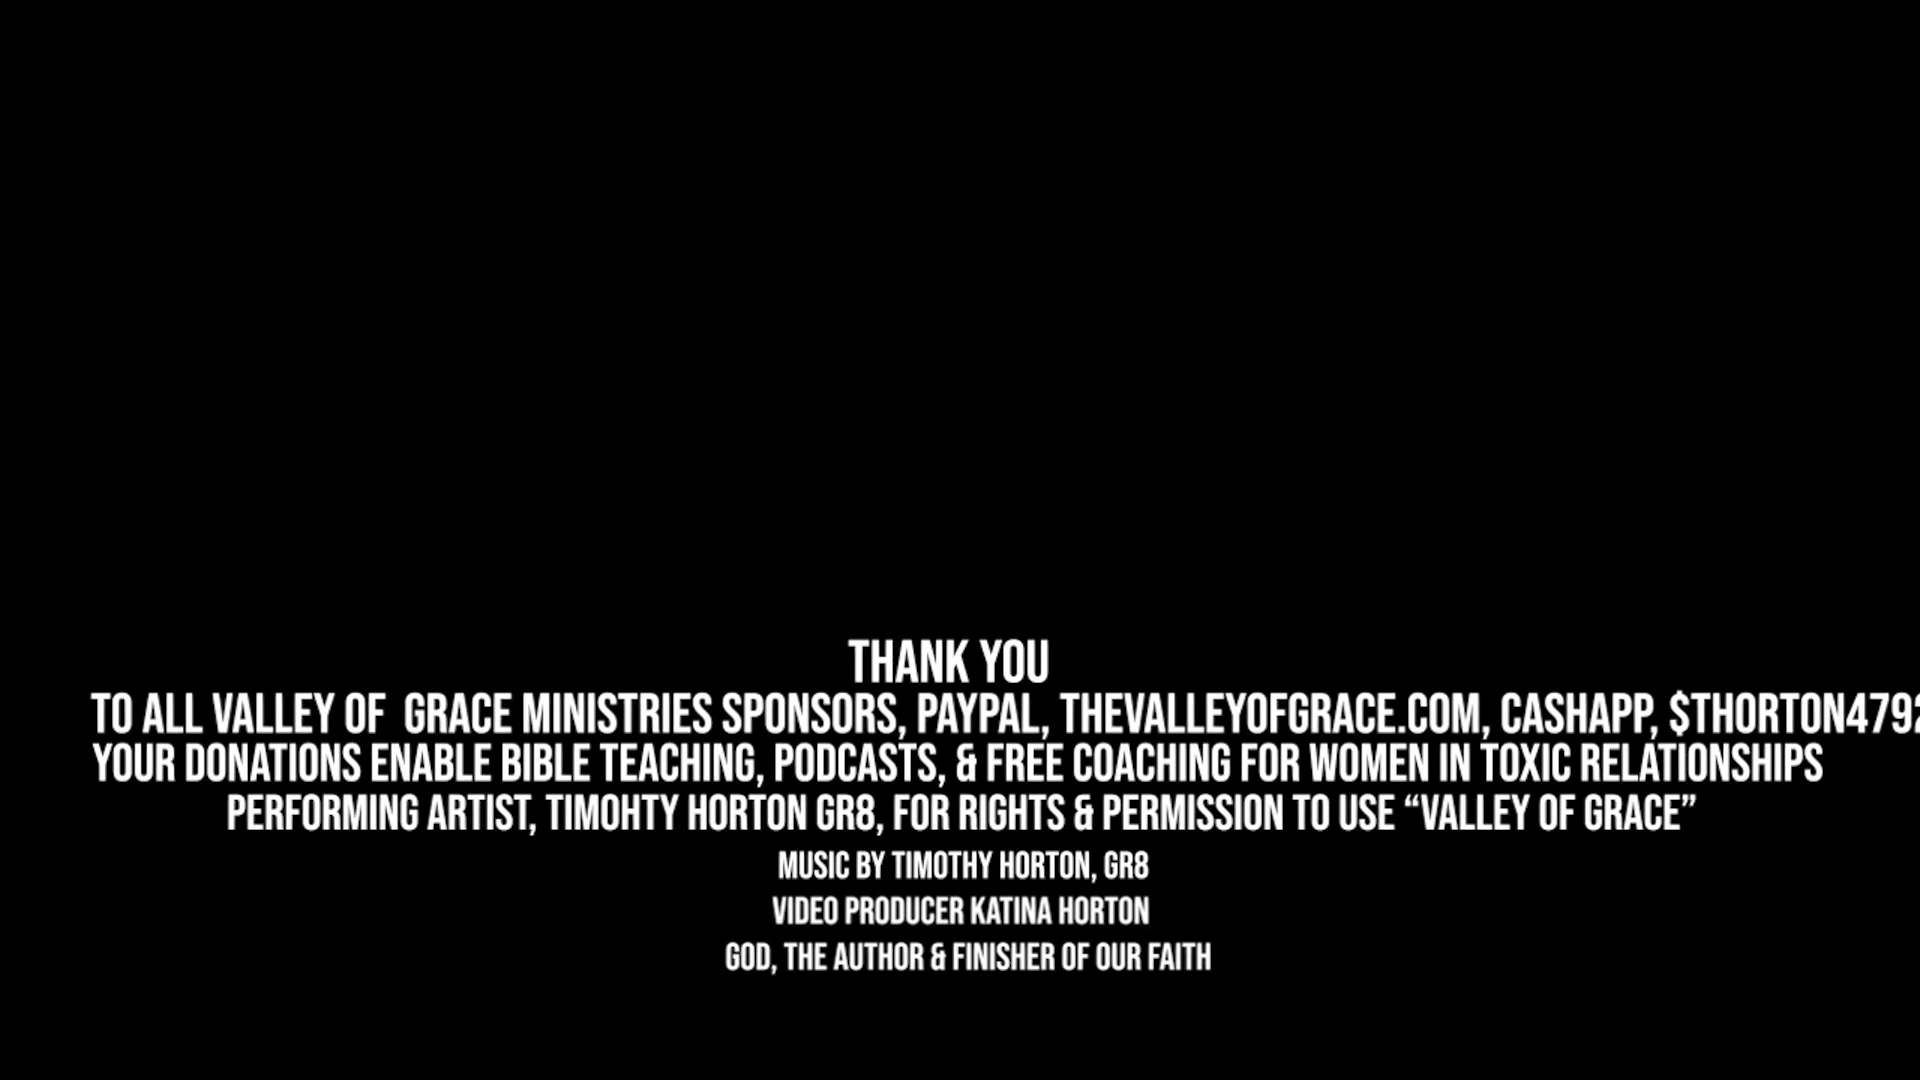 THANK YOU
TO ALL VALLEY OF GRACE MINISTRIES SPONSORS, PAYPAL, THEVALLEYOFGRACE.COM, CASHAPP, $THORTON4792
YOUR DONATIONS ENABLE BIBLE TEACHING, PODCASTS, & FREE COACHING FOR WOMEN IN TOXIC RELATIONSHIPS
PERFORMING ARTIST, TIMOHTY HORTON GR8, FOR RIGHTS & PERMISSION TO USE “VALLEY OF GRACE”
MUSIC BY TIMOTHY HORTON, GR8
VIDEO PRODUCER KATINA HORTON
GOD, THE AUTHOR & FINISHER OF OUR FAITH